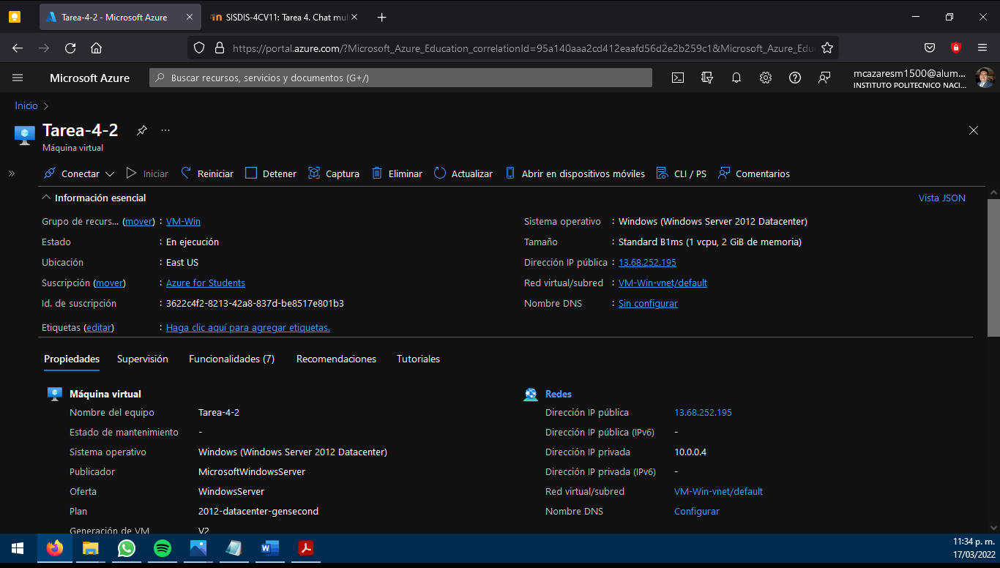 Tarea-4-2 - Microsoft Azure
SISDIS-4CV11: Tarea 4. Chat mul
https://portal.azure.com/?Microsoft_Azure_Education_correlationId=95a140aaa2cd412eaafd56d2e2b259c1&Microsoft_Azure_Edu
Microsoft Azure
Buscar recursos, servicios y documentos (G+/)
mcazaresm1500@alum...
INSTITUTO POLITECNICO NACI...
Inicio
Tarea-4-2
Máquina virtual
Conectar Iniciar Reiniciar Detener Captura Eliminar Actualizar Abrir en dispositivos móviles CLI / PS Comentarios
Información esencial
Vista JSON
Grupo de recurs... (mover) : VM-Win
Estado : En ejecución
Ubicación : East US
Suscripción (mover) : Azure for Students
Id. de suscripción : 3622c4f2-8213-42a8-837d-be8517e801b3
Sistema operativo : Windows (Windows Server 2012 Datacenter)
Tamaño : Standard B1ms (1 vcpu, 2 GiB de memoria)
Dirección IP pública : 13.68.252.195
Red virtual/subred : VM-Win-vnet/default
Nombre DNS : Sin configurar
Etiquetas (editar) : Haga clic aquí para agregar etiquetas.
Propiedades Supervisión Funcionalidades (7) Recomendaciones Tutoriales
Máquina virtual
Nombre del equipo Tarea-4-2
Estado de mantenimiento -
Sistema operativo Windows (Windows Server 2012 Datacenter)
Publicador MicrosoftWindowsServer
Oferta WindowsServer
Plan 2012-datacenter-gensecond
Generación de VM V2
Redes
Dirección IP pública 13.68.252.195
Dirección IP pública (IPv6) -
Dirección IP privada 10.0.0.4
Dirección IP privada (IPv6) -
Red virtual/subred VM-Win-vnet/default
Nombre DNS Configurar
11:34 p. m.
17/03/2022